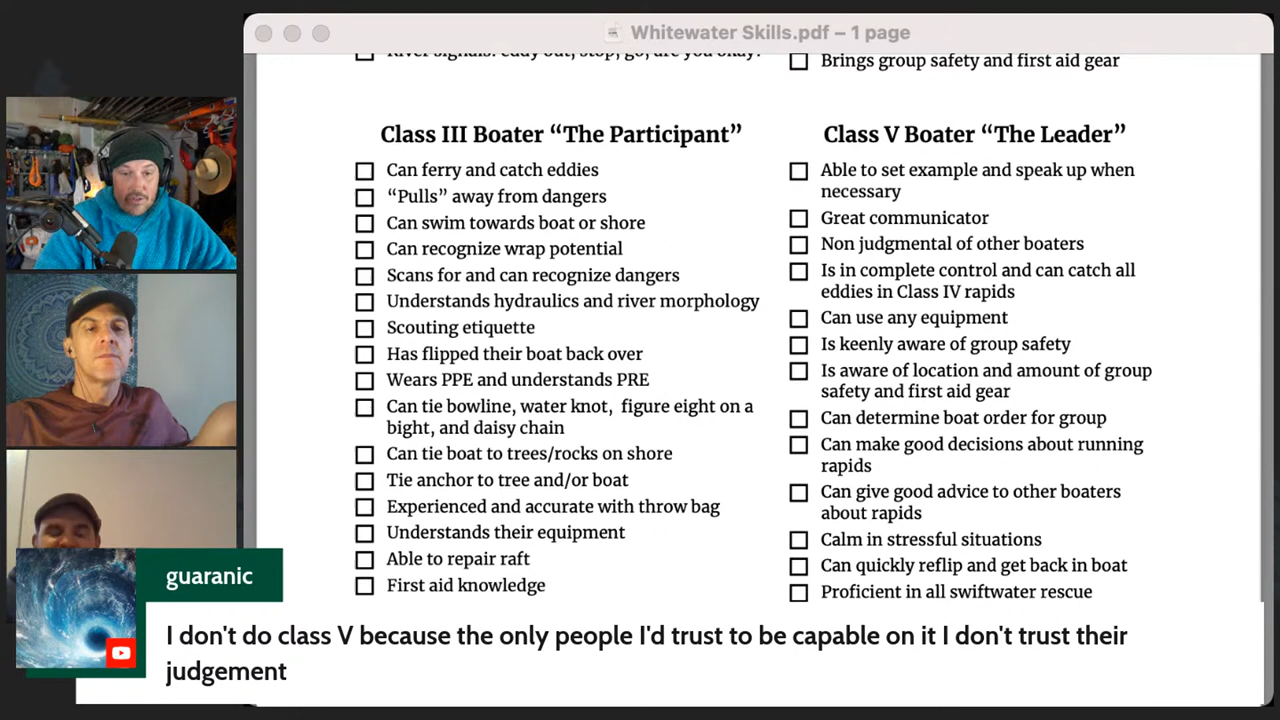 Whitewater Skills.pdf – 1 page
River signals: eddy out, stop, go, are you okay?
Class III Boater “The Participant”
Can ferry and catch eddies
“Pulls” away from dangers
Can swim towards boat or shore
Can recognize wrap potential
Scans for and can recognize dangers
Understands hydraulics and river morphology
Scouting etiquette
Has flipped their boat back over
Wears PPE and understands PRE
Can tie bowline, water knot, figure eight on a
bight, and daisy chain
Can tie boat to trees/rocks on shore
Tie anchor to tree and/or boat
Experienced and accurate with throw bag
Understands their equipment
Able to repair raft
First aid knowledge
Brings group safety and first aid gear
Class V Boater “The Leader”
Able to set example and speak up when
necessary
Great communicator
Non judgmental of other boaters
Is in complete control and can catch all
eddies in Class IV rapids
Can use any equipment
Is keenly aware of group safety
Is aware of location and amount of group
safety and first aid gear
Can determine boat order for group
Can make good decisions about running
rapids
Can give good advice to other boaters
about rapids
Calm in stressful situations
Can quickly reflip and get back in boat
Proficient in all swiftwater rescue
guaranic
I don't do class V because the only people I'd trust to be capable on it I don't trust their
judgement